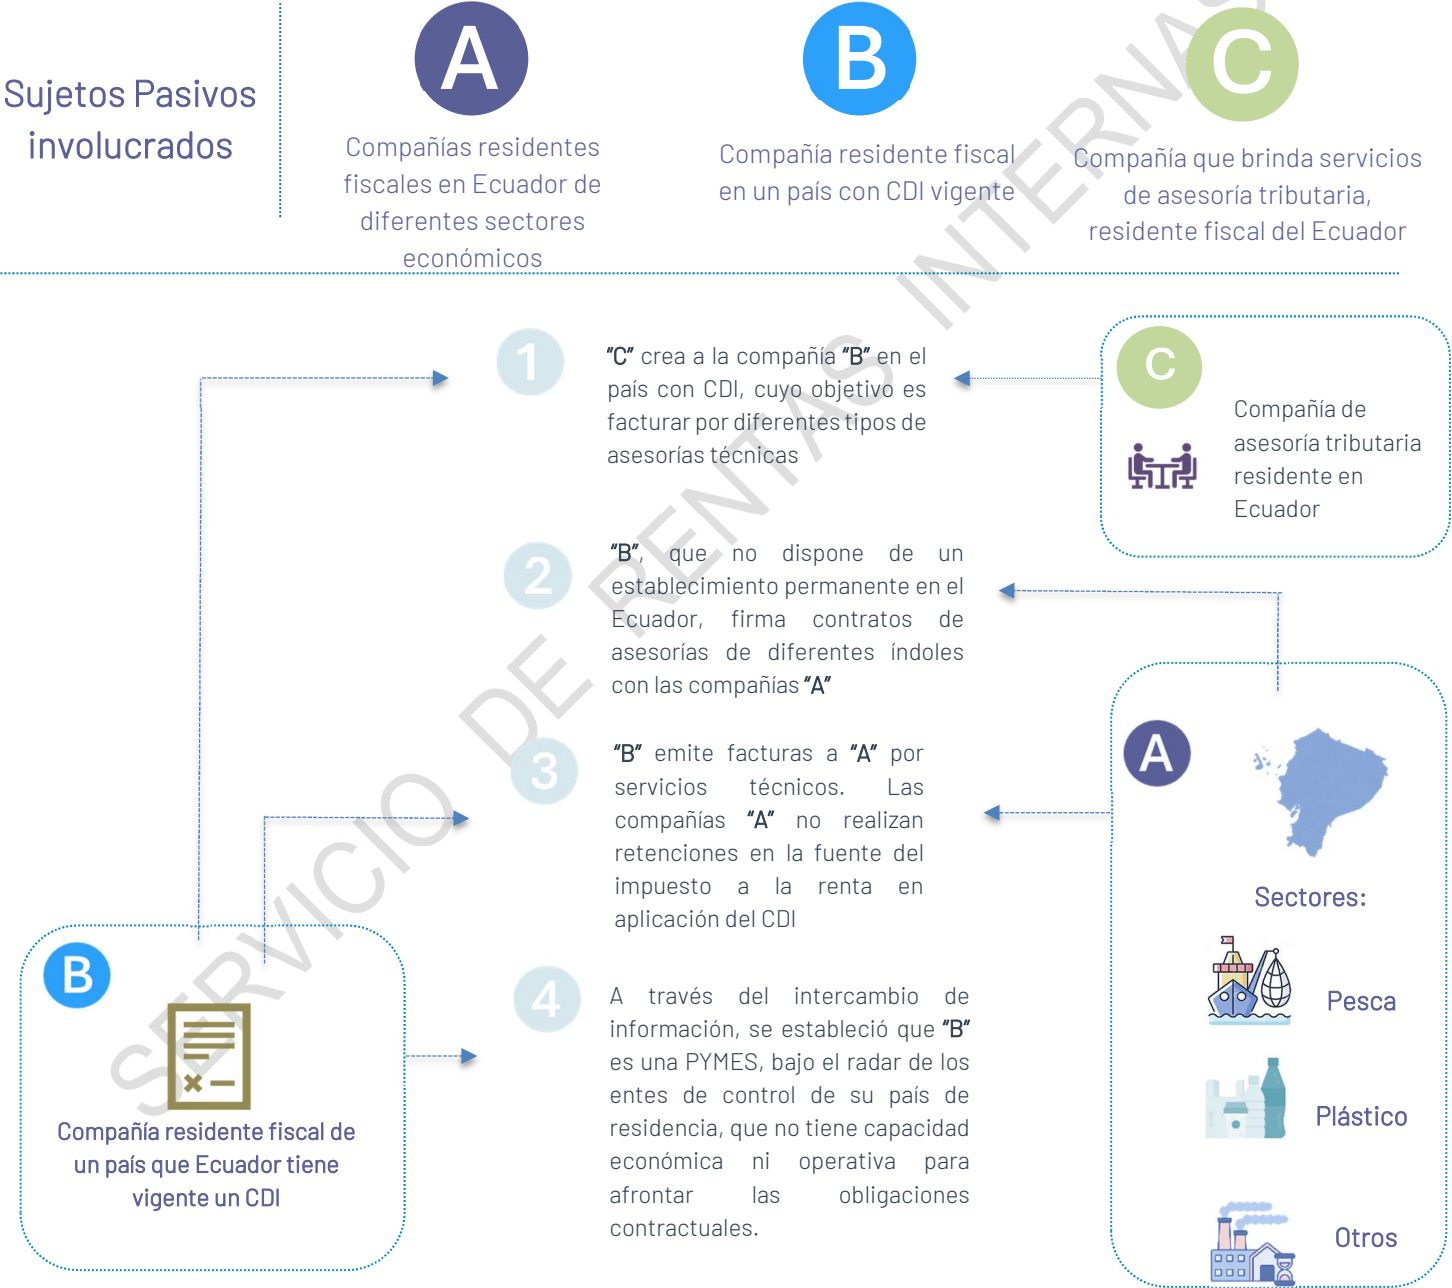 Sujetos Pasivos
involucrados
A
Compañías residentes
fiscales en Ecuador de
diferentes sectores
económicos
B
Compañía residente fiscal
en un país con CDI vigente
C
Compañía que brinda servicios
de asesoría tributaria,
residente fiscal del Ecuador
1
"C" crea a la compañía "B" en el
país con CDI, cuyo objetivo es
facturar por diferentes tipos de
asesorías técnicas
C
Compañía de
asesoría tributaria
residente en
Ecuador
2
"B", que no dispone de un
establecimiento permanente en el
Ecuador, firma contratos de
asesorías de diferentes índoles
con las compañías "A"
3
"B" emite facturas a "A" por
servicios técnicos. Las
compañías "A" no realizan
retenciones en la fuente del
impuesto a la renta en
aplicación del CDI
A
Sectores:
Pesca
Plástico
Otros
B
Compañía residente fiscal de
un país que Ecuador tiene
vigente un CDI
4
A través del intercambio de
información, se estableció que "B"
es una PYMES, bajo el radar de los
entes de control de su país de
residencia, que no tiene capacidad
económica ni operativa para
afrontar las obligaciones
contractuales.
SERVICIO DE RENTAS INTERNAS